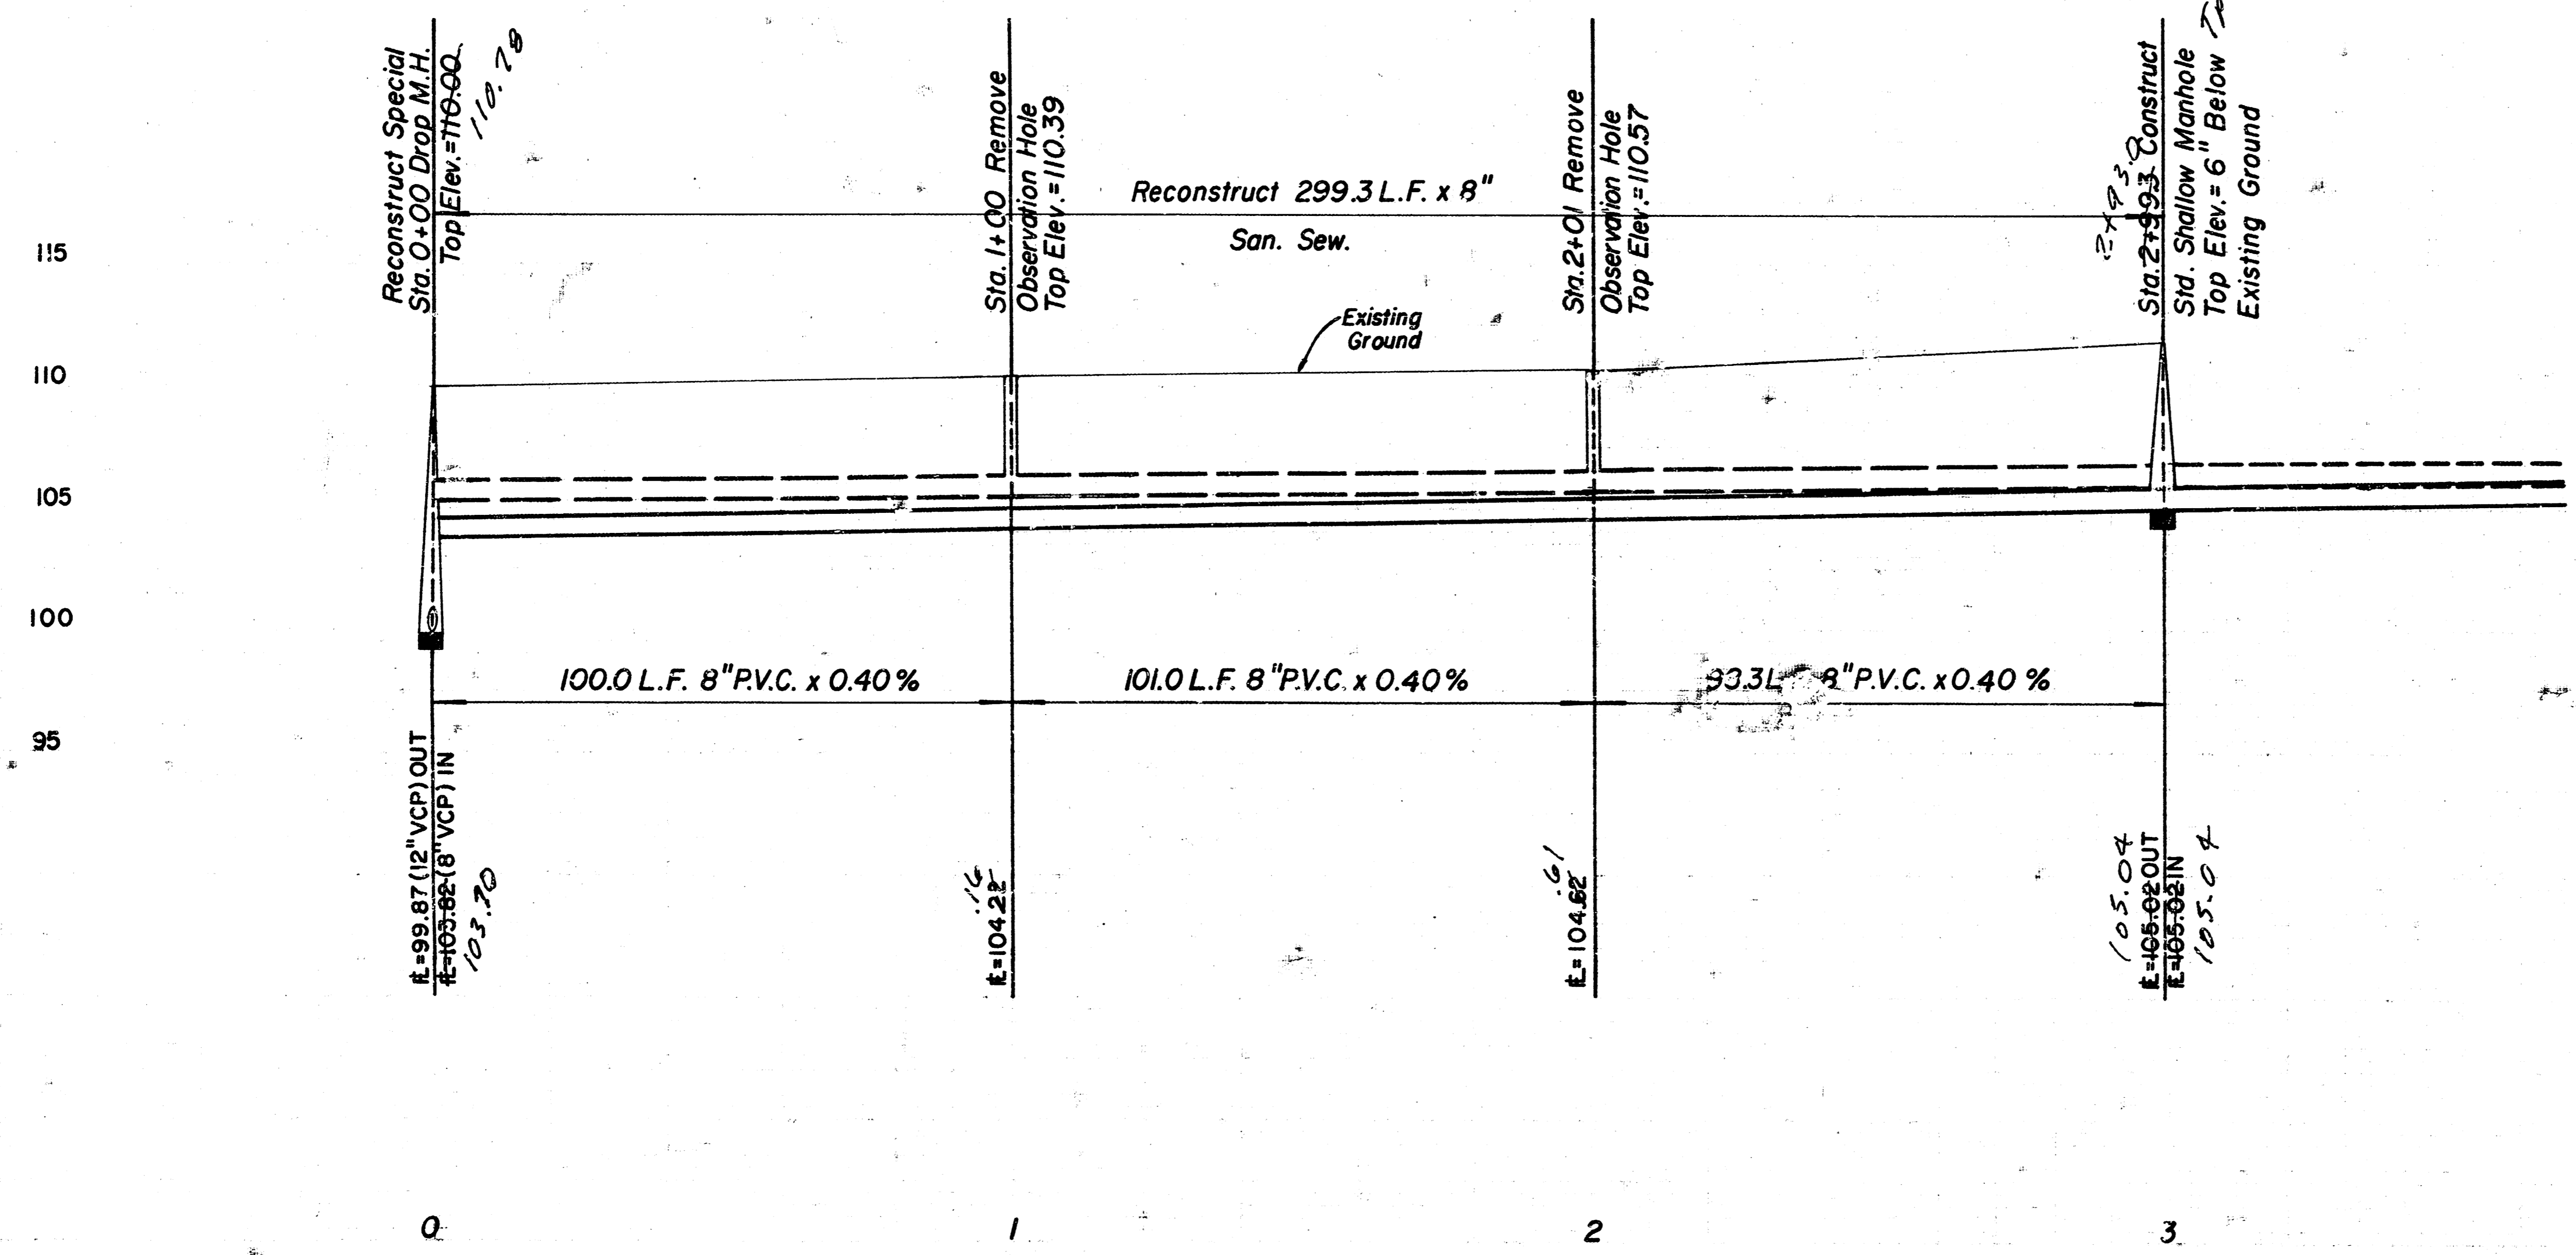 Reconstruct Special
Sta. 0+00 Drop M.H.
Top Elev.=110.00
110.78
Sta. 1+00 Remove
Observation Hole
Top Elev.=110.39
Reconstruct 299.3 L.F. x 8"
San. Sew.
Sta. 2+01 Remove
Observation Hole
Top Elev.=110.57
Sta. 2+99.3 Construct
Std. Shallow Manhole
Top Elev.= 6" Below
Existing Ground
Existing
Ground
115
110
105
100
95
100.0 L.F. 8" P.V.C. x 0.40%
101.0 L.F. 8" P.V.C. x 0.40%
8" P.V.C. x 0.40%
℄=99.87 (12" VCP) OUT
℄=103.82 (8" VCP) IN
103.70
.16
℄=104.22
.61
℄=104.62
105.04
℄=105.02 OUT
℄=105.02 IN
105.04
0
1
2
3